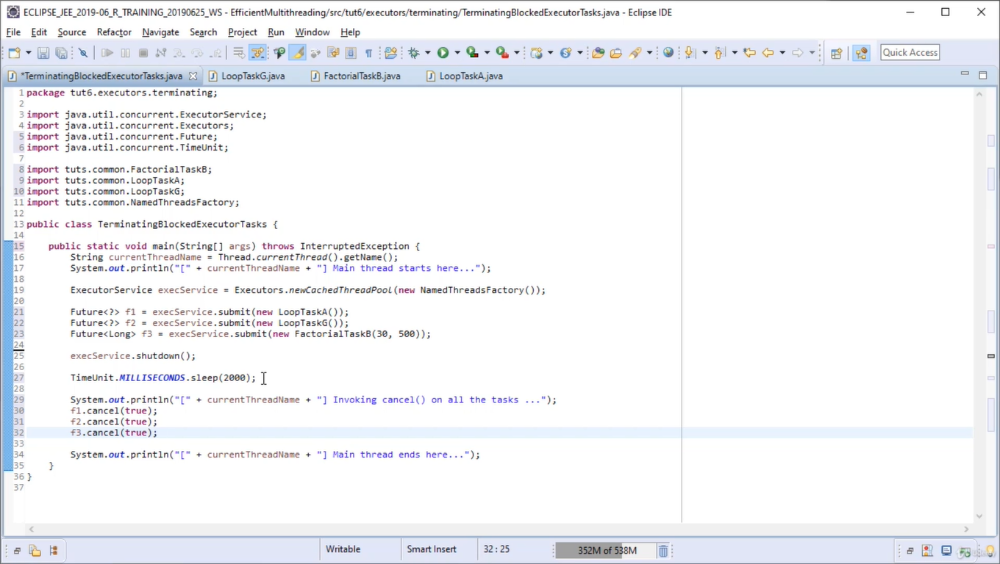 ECLIPSE_JEE_2019-06_R_TRAINING_20190625_WS - EfficientMultithreading/src/tut6/executors/terminating/TerminatingBlockedExecutorTasks.java - Eclipse IDE
File Edit Source Refactor Navigate Search Project Run Window Help
Quick Access
*TerminatingBlockedExecutorTasks.java LoopTaskG.java FactorialTaskB.java LoopTaskA.java
1 package tut6.executors.terminating;
2
3 import java.util.concurrent.ExecutorService;
4 import java.util.concurrent.Executors;
5 import java.util.concurrent.Future;
6 import java.util.concurrent.TimeUnit;
7
8 import tuts.common.FactorialTaskB;
9 import tuts.common.LoopTaskA;
10 import tuts.common.LoopTaskG;
11 import tuts.common.NamedThreadsFactory;
12
13 public class TerminatingBlockedExecutorTasks {
14
15     public static void main(String[] args) throws InterruptedException {
16         String currentThreadName = Thread.currentThread().getName();
17         System.out.println("[" + currentThreadName + "] Main thread starts here...");
18
19         ExecutorService execService = Executors.newCachedThreadPool(new NamedThreadsFactory());
20
21         Future<?> f1 = execService.submit(new LoopTaskA());
22         Future<?> f2 = execService.submit(new LoopTaskG());
23         Future<Long> f3 = execService.submit(new FactorialTaskB(30, 500));
24
25         execService.shutdown();
26
27         TimeUnit.MILLISECONDS.sleep(2000);
28
29         System.out.println("[" + currentThreadName + "] Invoking cancel() on all the tasks ...");
30         f1.cancel(true);
31         f2.cancel(true);
32         f3.cancel(true);
33
34         System.out.println("[" + currentThreadName + "] Main thread ends here...");
35     }
36 }
37
Writable Smart Insert 32 : 25 352M of 538M